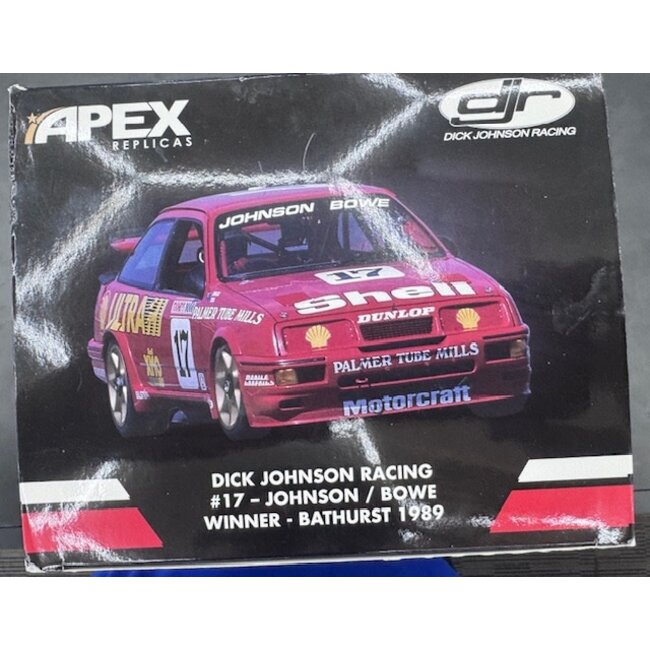 APEX
REPLICAS
djr
DICK JOHNSON RACING
JOHNSON BOWE
17
Shell
DUNLOP
PALMER TUBE MILLS
Motorcraft
ULTRA
PALMER TUBE MILLS
17
DICK JOHNSON RACING
#17 – JOHNSON / BOWE
WINNER - BATHURST 1989